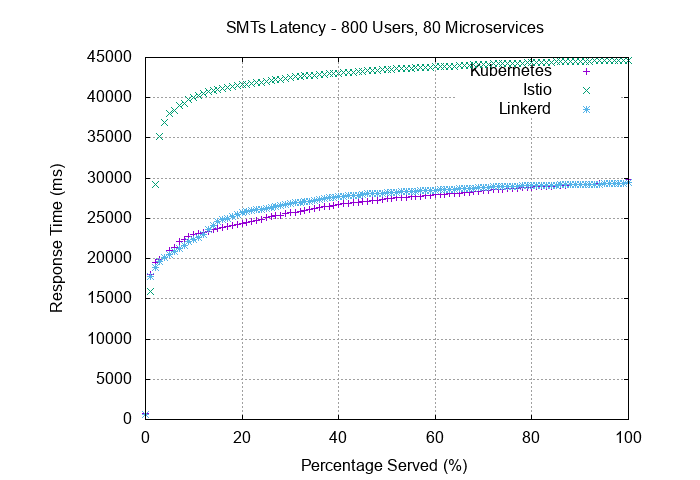 SMTs Latency - 800 Users, 80 Microservices
45000
40000
35000
30000
25000
20000
15000
10000
5000
0
Response Time (ms)
Kubernetes
Istio
Linkerd
0 20 40 60 80 100
Percentage Served (%)